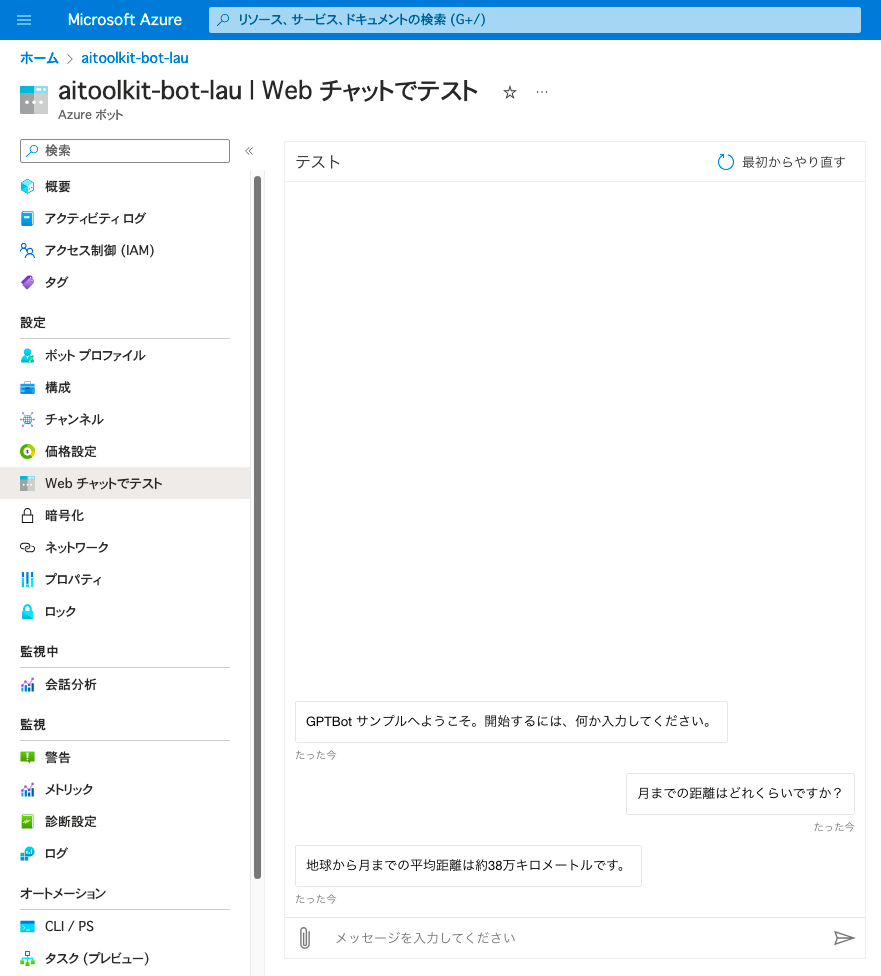 Microsoft Azure
リソース、サービス、ドキュメントの検索 (G+/)
ホーム > aitoolkit-bot-lau
aitoolkit-bot-lau | Web チャットでテスト ☆ …
Azure ボット
検索 «
概要
アクティビティ ログ
アクセス制御 (IAM)
タグ
設定
ボット プロファイル
構成
チャンネル
価格設定
Web チャットでテスト
暗号化
ネットワーク
プロパティ
ロック
監視中
会話分析
監視
警告
メトリック
診断設定
ログ
オートメーション
CLI / PS
タスク (プレビュー)
テスト
最初からやり直す
GPTBot サンプルへようこそ。開始するには、何か入力してください。
たった今
月までの距離はどれくらいですか？
たった今
地球から月までの平均距離は約38万キロメートルです。
たった今
メッセージを入力してください